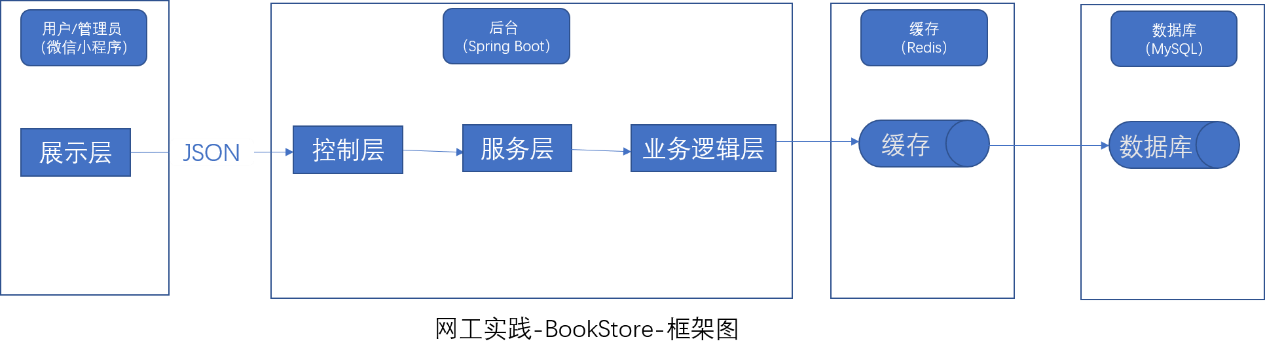 用户/管理员
（微信小程序）
后台
（Spring Boot）
缓存
（Redis）
数据库
（MySQL）
展示层
JSON
控制层
服务层
业务逻辑层
缓存
数据库
网工实践-BookStore-框架图